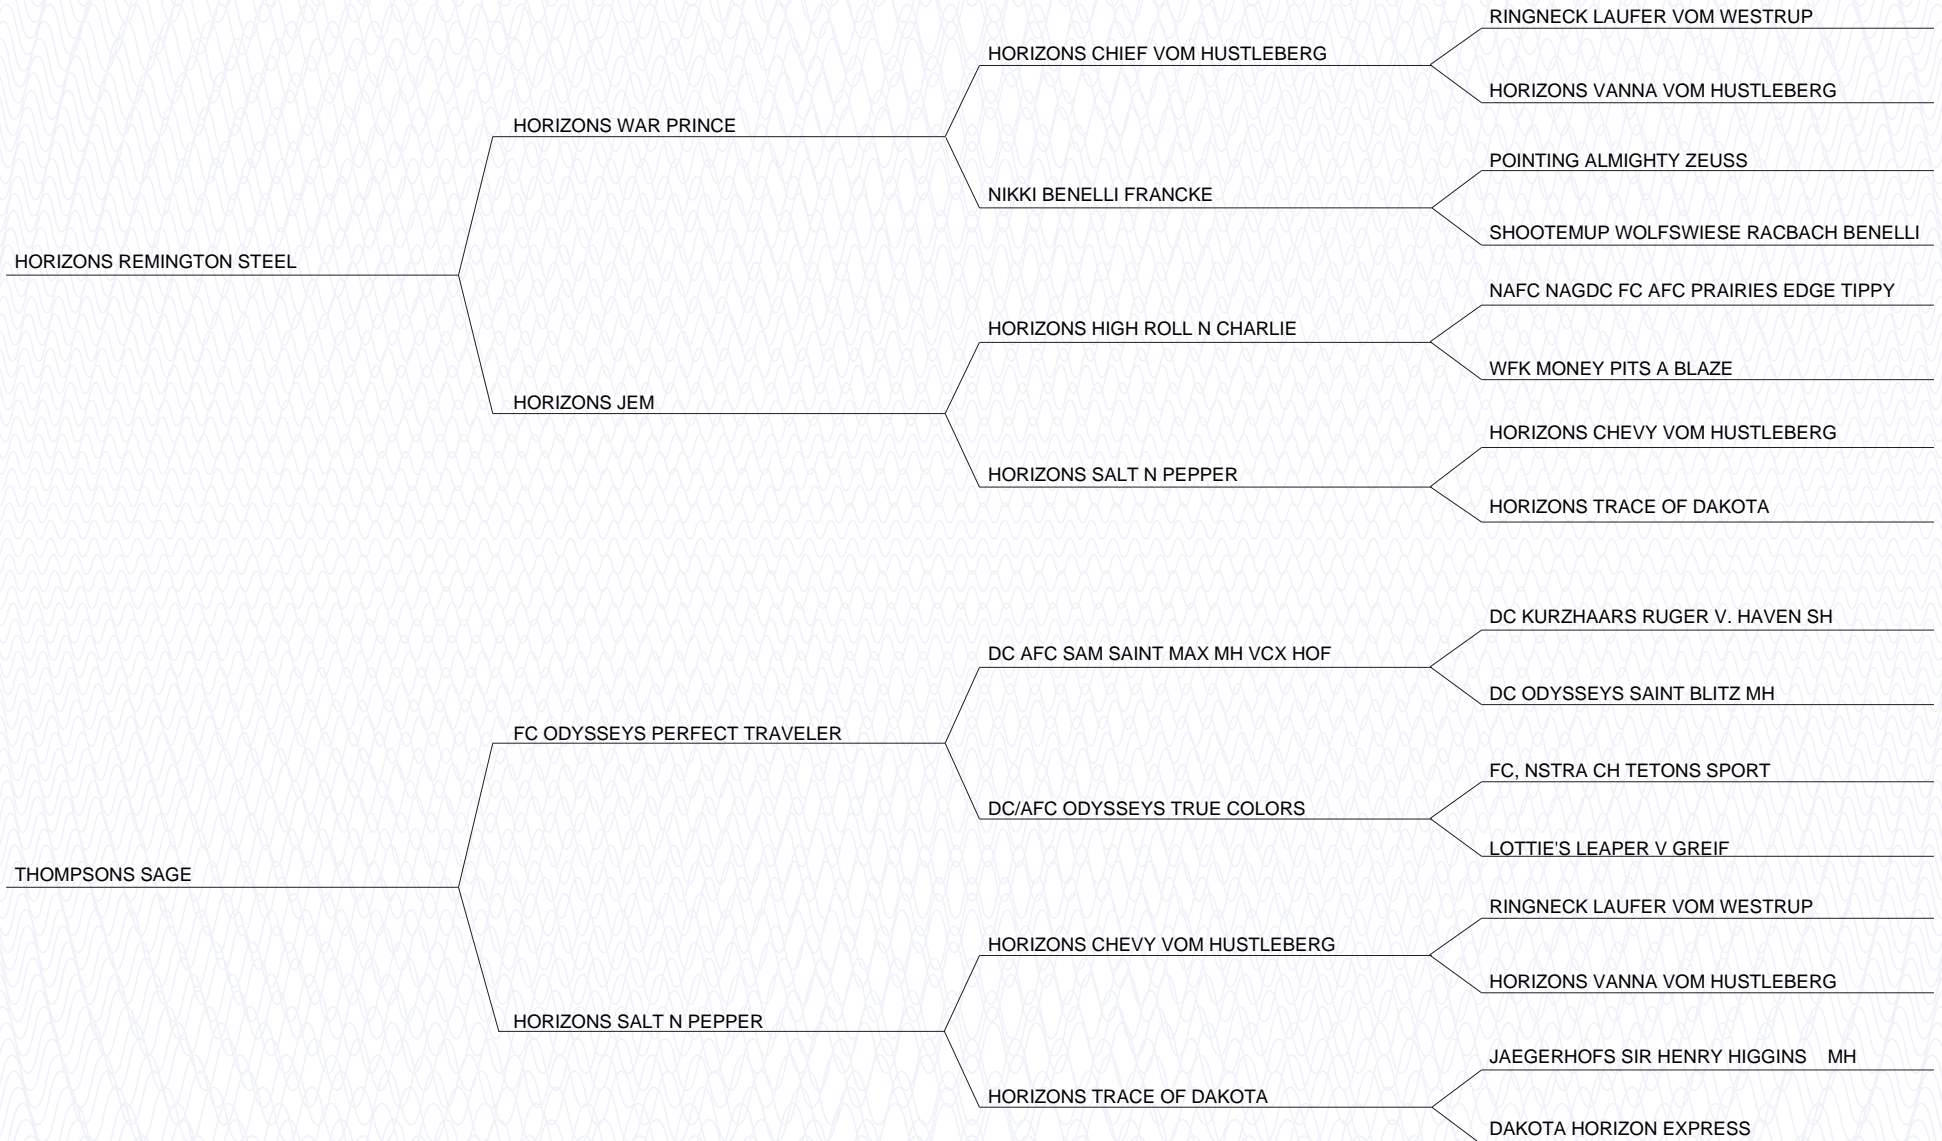 RINGNECK LAUFER VOM WESTRUP
HORIZONS CHIEF VOM HUSTLEBERG
HORIZONS VANNA VOM HUSTLEBERG
HORIZONS WAR PRINCE
POINTING ALMIGHTY ZEUSS
NIKKI BENELLI FRANCKE
SHOOTEMUP WOLFSWIESE RACBACH BENELLI
HORIZONS REMINGTON STEEL
NAFC NAGDC FC AFC PRAIRIES EDGE TIPPY
HORIZONS HIGH ROLL N CHARLIE
WFK MONEY PITS A BLAZE
HORIZONS JEM
HORIZONS CHEVY VOM HUSTLEBERG
HORIZONS SALT N PEPPER
HORIZONS TRACE OF DAKOTA
DC KURZHAARS RUGER V. HAVEN SH
DC AFC SAM SAINT MAX MH VCX HOF
DC ODYSSEYS SAINT BLITZ MH
FC ODYSSEYS PERFECT TRAVELER
FC, NSTRA CH TETONS SPORT
DC/AFC ODYSSEYS TRUE COLORS
LOTTIE'S LEAPER V GREIF
THOMPSONS SAGE
RINGNECK LAUFER VOM WESTRUP
HORIZONS CHEVY VOM HUSTLEBERG
HORIZONS VANNA VOM HUSTLEBERG
HORIZONS SALT N PEPPER
JAEGERHOFS SIR HENRY HIGGINS MH
HORIZONS TRACE OF DAKOTA
DAKOTA HORIZON EXPRESS